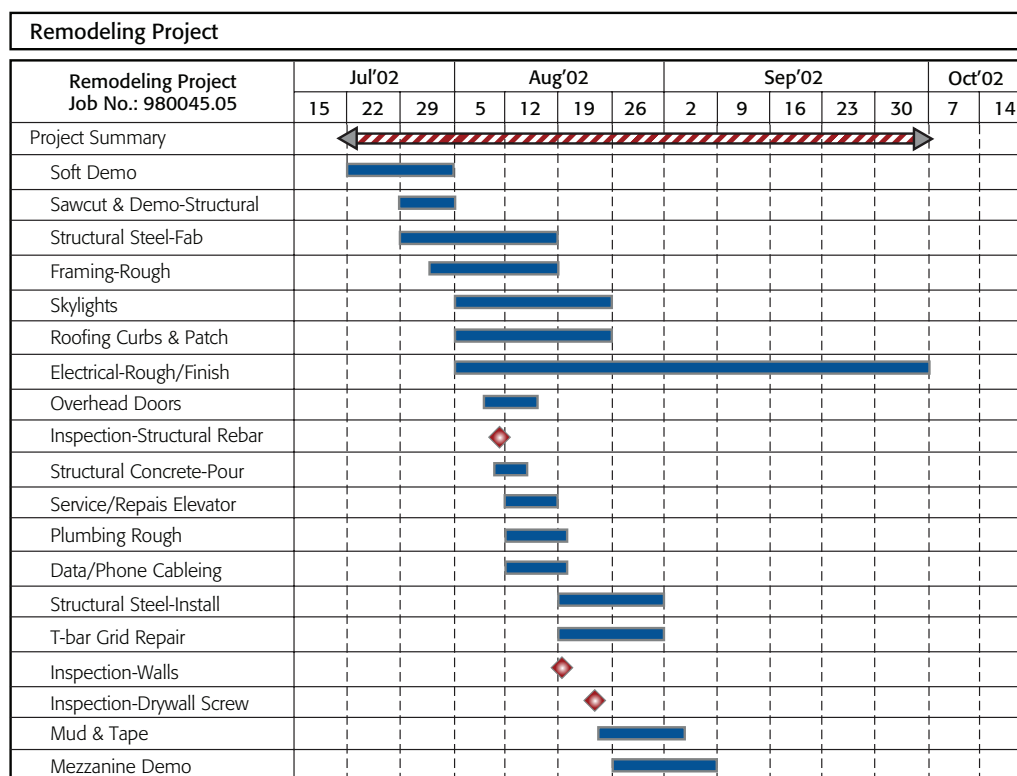 Remodeling Project
Remodeling Project
Job No.: 980045.05
Jul'02 Aug'02 Sep'02 Oct'02
15 22 29 5 12 19 26 2 9 16 23 30 7 14
Project Summary
Soft Demo
Sawcut & Demo-Structural
Structural Steel-Fab
Framing-Rough
Skylights
Roofing Curbs & Patch
Electrical-Rough/Finish
Overhead Doors
Inspection-Structural Rebar
Structural Concrete-Pour
Service/Repais Elevator
Plumbing Rough
Data/Phone Cableing
Structural Steel-Install
T-bar Grid Repair
Inspection-Walls
Inspection-Drywall Screw
Mud & Tape
Mezzanine Demo